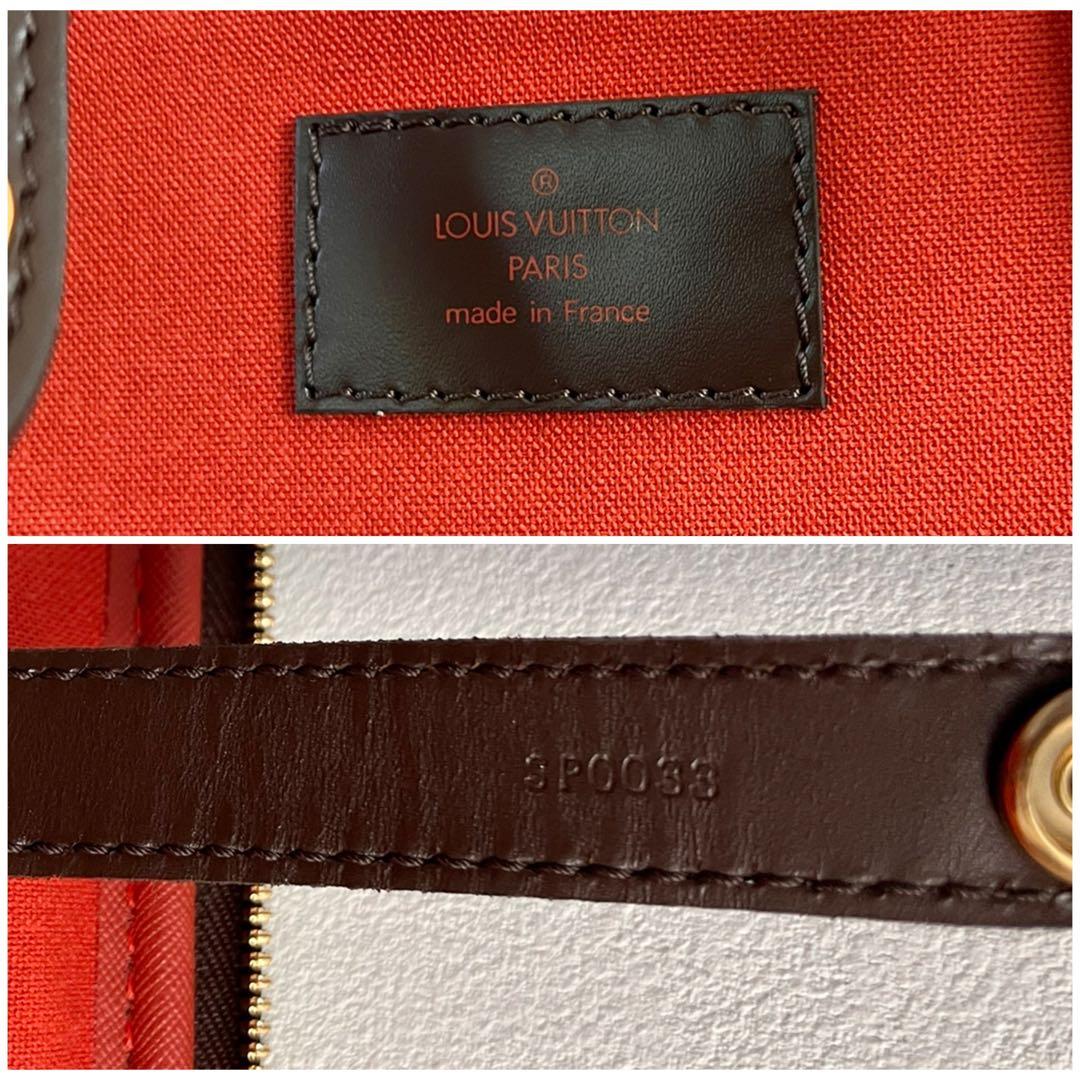 ®
LOUIS VUITTON
PARIS
made in France
SP0033